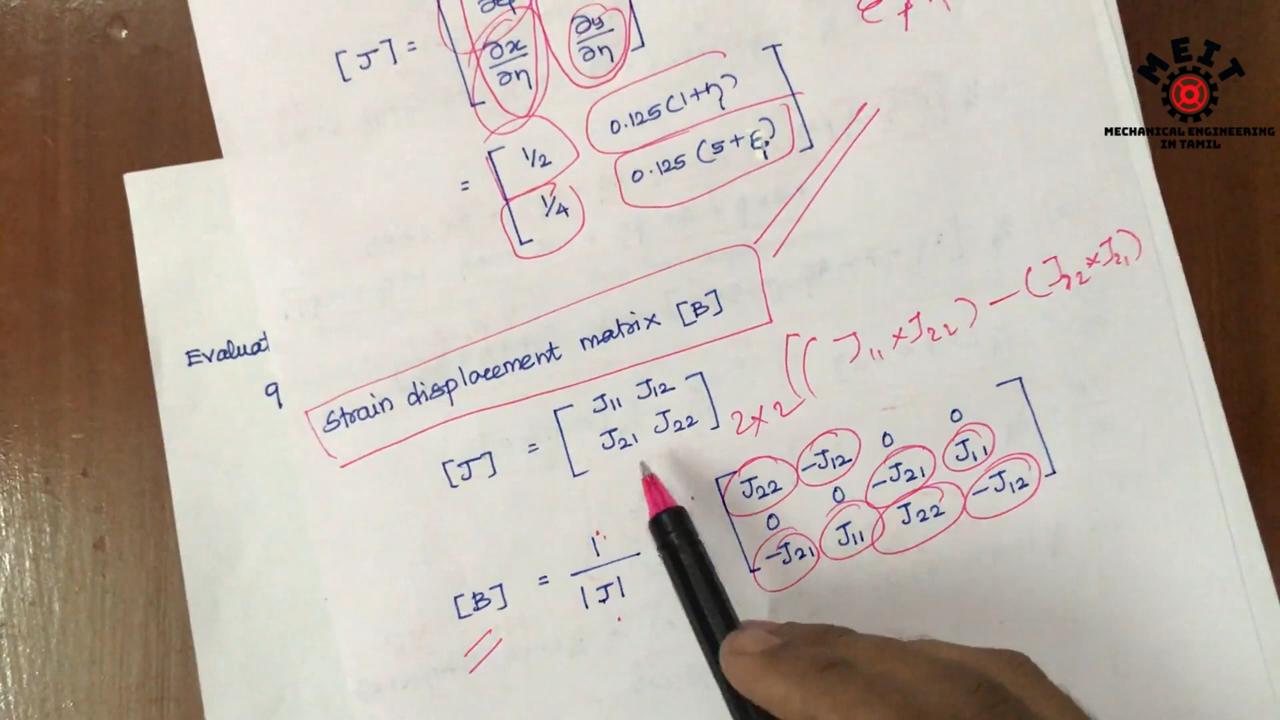 [J] = [ ∂x/∂η ∂y/∂η ]
= [ 1/2 0.125(1+η)
1/4 0.125(5+ξ) ]
Evaluat
9
Strain displacement matrix [B]
[J] = [ J11 J12
J21 J22 ] 2×2 [(J11×J22) − (J12×J21)
[B] = 1/|J| [ J22 −J12 0 0
0 0 −J21 J11
−J21 J11 J22 −J12 ]
MEIT
MECHANICAL ENGINEERING
IN TAMIL